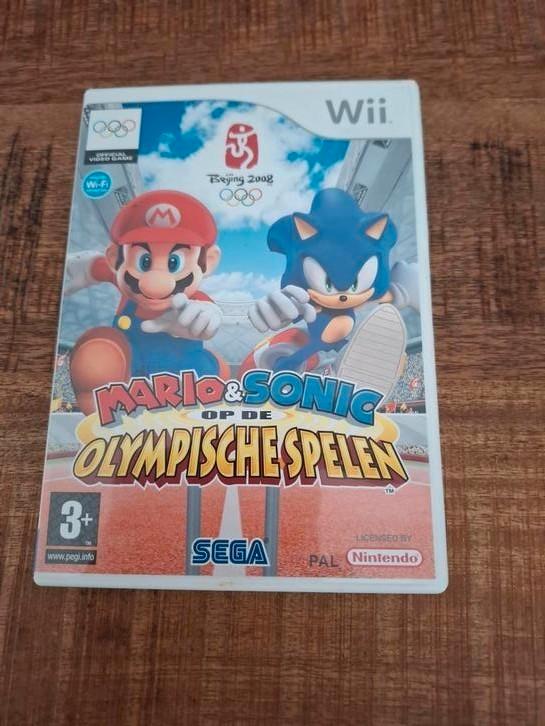 Wii
OFFICIAL
VIDEO GAME
Wi-Fi
Beijing 2008
M
MARIO & SONIC
OP DE
OLYMPISCHE SPELEN
TM
3+
www.pegi.info
SEGA
PAL
LICENSED BY
Nintendo